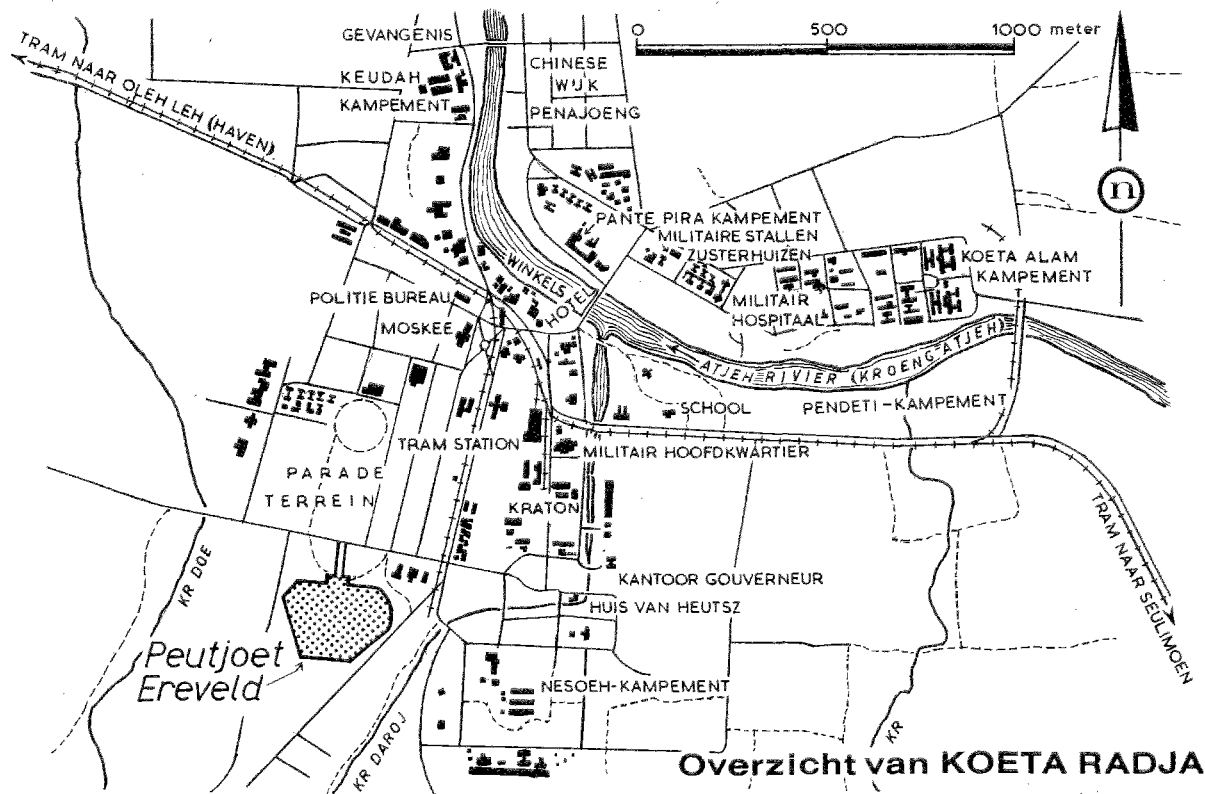 GEVANGENIS
KEUDAH
KAMPEMENT
CHINESE
WIJK
PENAJOENG
0 500 1000 meter
n
TRAM NAAR OLEH LEH (HAVEN)
PANTE PIRA KAMPEMENT
MILITAIRE STALLEN
ZUSTERHUIZEN
KOETA ALAM
KAMPEMENT
WINKELS
HOTEL
POLITIE BUREAU
MOSKEE
MILITAIR
HOSPITAAL
ATJEH RIVIER (KROENG ATJEH)
SCHOOL
PENDETI-KAMPEMENT
TRAM STATION
MILITAIR HOOFDKWARTIER
PARADE
TERREIN
KRATON
KR DOE
KANTOOR GOUVERNEUR
HUIS VAN HEUTSZ
TRAM NAAR SEULIMOEN
Peutjoet
Ereveld
NESOEH-KAMPEMENT
KR DAROJ
KR
Overzicht van KOETA RADJA